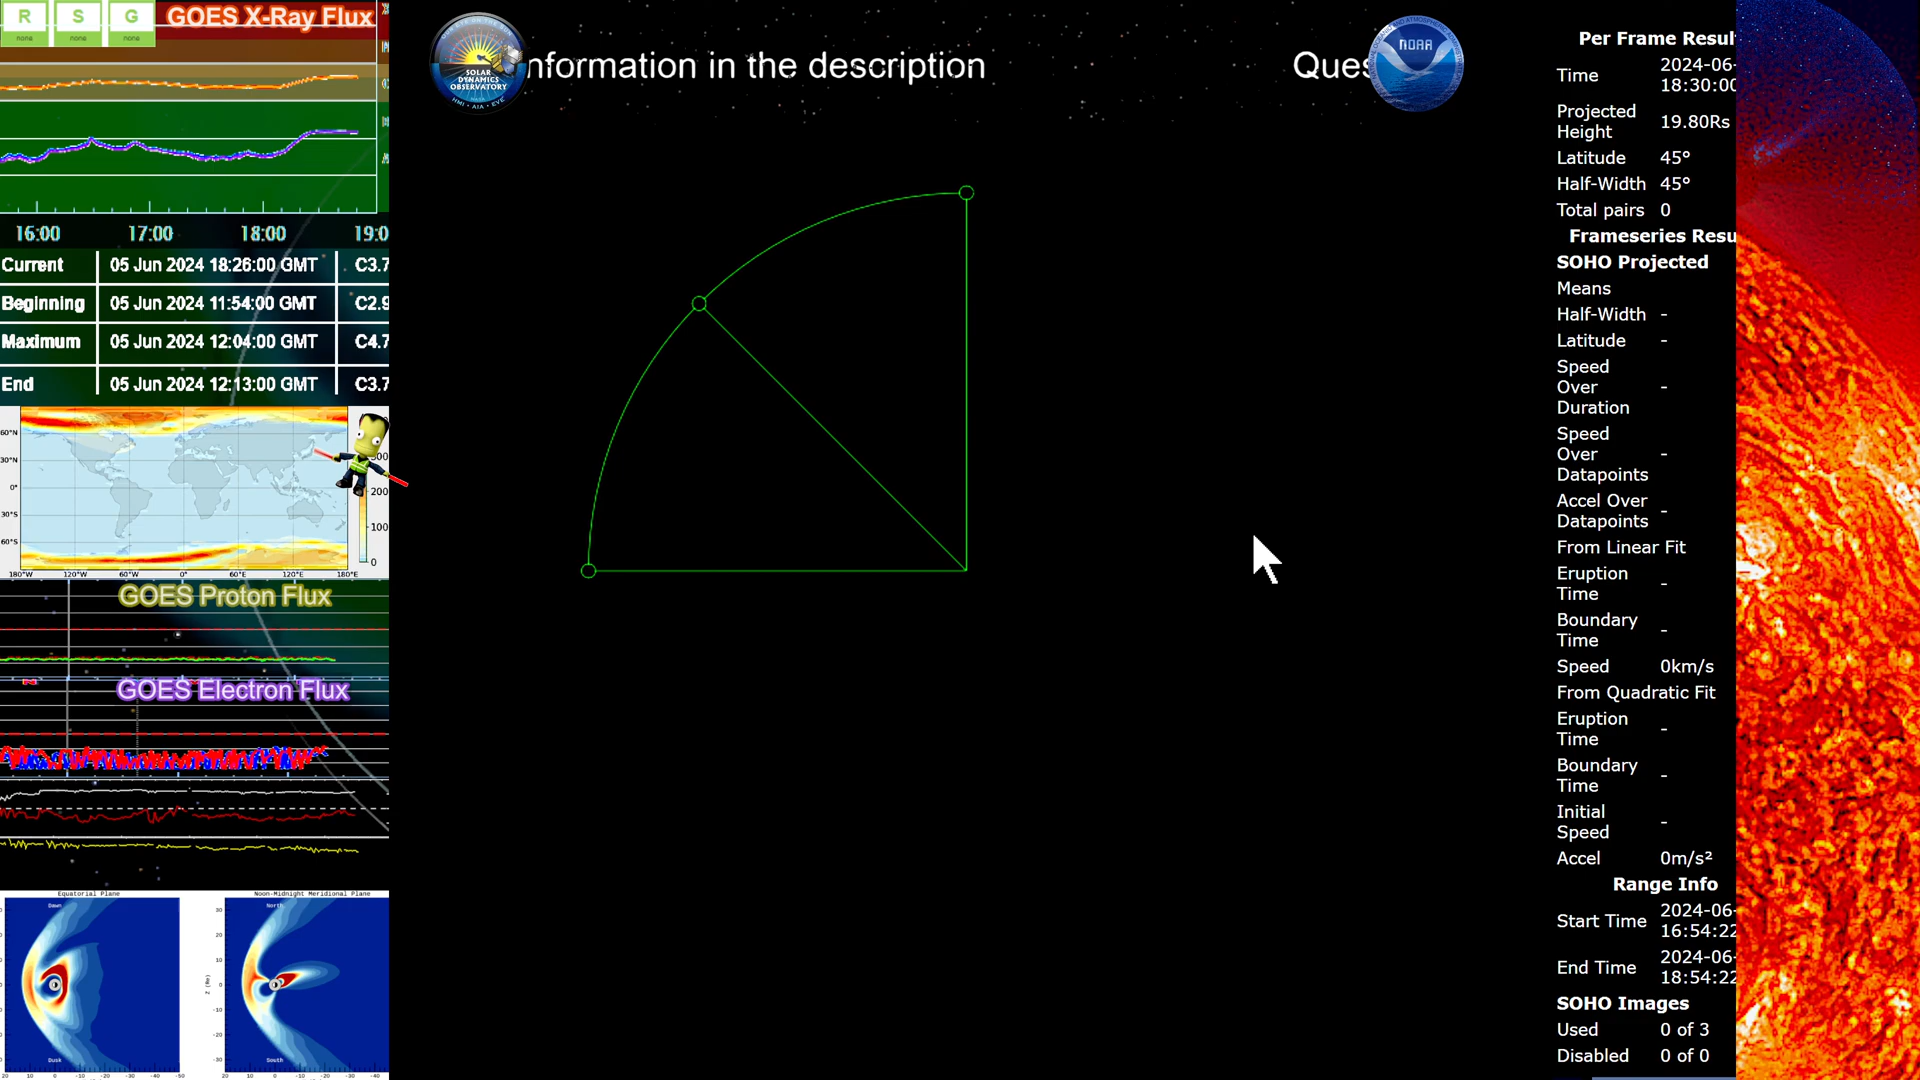 R S G
none none none
GOES X-Ray Flux
16:00 17:00 18:00 19:0
Current 05 Jun 2024 18:26:00 GMT C3.7
Beginning 05 Jun 2024 11:54:00 GMT C2.9
Maximum 05 Jun 2024 12:04:00 GMT C4.7
End 05 Jun 2024 12:13:00 GMT C3.7
60°N
30°N
0°
30°S
60°S
180°W 120°W 60°W 0° 60°E 120°E 180°E
200
100
0
GOES Proton Flux
GOES Electron Flux
Equatorial Plane
Dawn
Dusk
Noon-Midnight Meridional Plane
North
South
SOLAR
DYNAMICS
OBSERVATORY
HMI • AIA • EVE
nformation in the description
Ques
NOAA
Per Frame Resul
Time 2024-06-
18:30:00
Projected
Height 19.80Rs
Latitude 45°
Half-Width 45°
Total pairs 0
Frameseries Resu
SOHO Projected
Means
Half-Width -
Latitude -
Speed
Over
Duration -
Speed
Over
Datapoints -
Accel Over
Datapoints -
From Linear Fit
Eruption
Time -
Boundary
Time -
Speed 0km/s
From Quadratic Fit
Eruption
Time -
Boundary
Time -
Initial
Speed -
Accel 0m/s²
Range Info
Start Time 2024-06-
16:54:22
End Time 2024-06-
18:54:22
SOHO Images
Used 0 of 3
Disabled 0 of 0